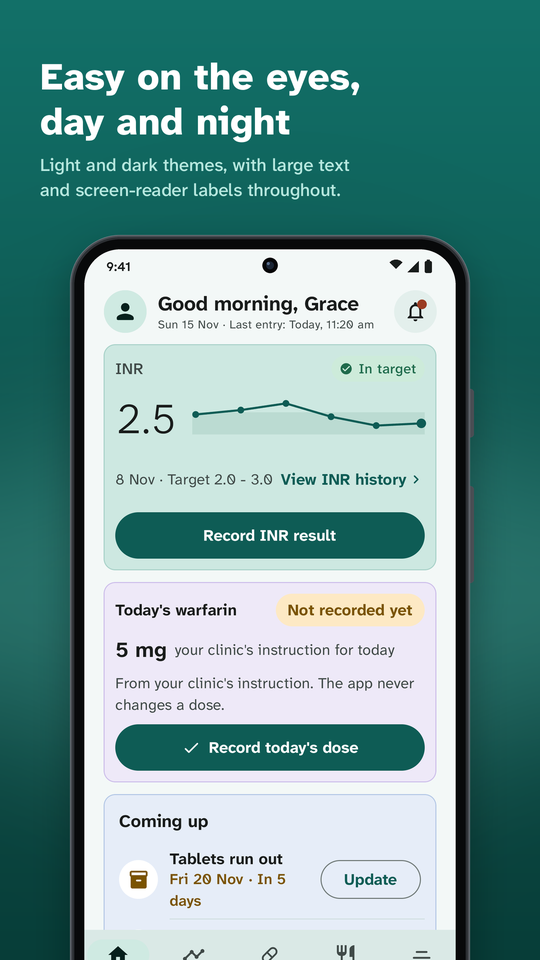 Easy on the eyes,
day and night
Light and dark themes, with large text
and screen-reader labels throughout.
9:41
Good morning, Grace
Sun 15 Nov · Last entry: Today, 11:20 am
INR
In target
2.5
8 Nov · Target 2.0 - 3.0 View INR history
Record INR result
Today's warfarin
Not recorded yet
5 mg your clinic's instruction for today
From your clinic's instruction. The app never
changes a dose.
Record today's dose
Coming up
Tablets run out
Fri 20 Nov · In 5
days
Update